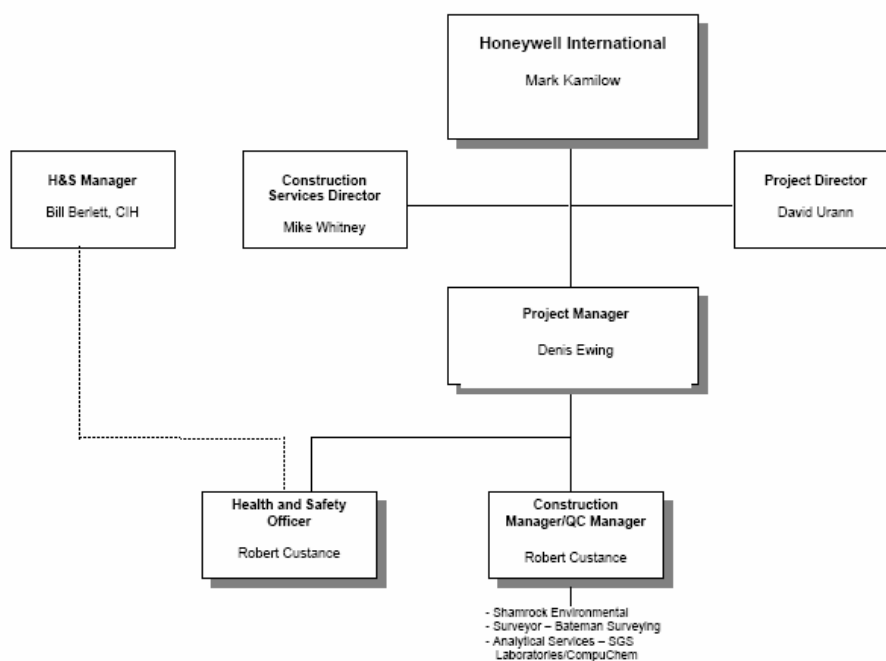 Honeywell International
Mark Kamilow
H&S Manager
Bill Berlett, CIH
Construction
Services Director
Mike Whitney
Project Director
David Urann
Project Manager
Denis Ewing
Health and Safety
Officer
Robert Custance
Construction
Manager/QC Manager
Robert Custance
- Shamrock Environmental
- Surveyor – Bateman Surveying
- Analytical Services – SGS
Laboratories/CompuChem